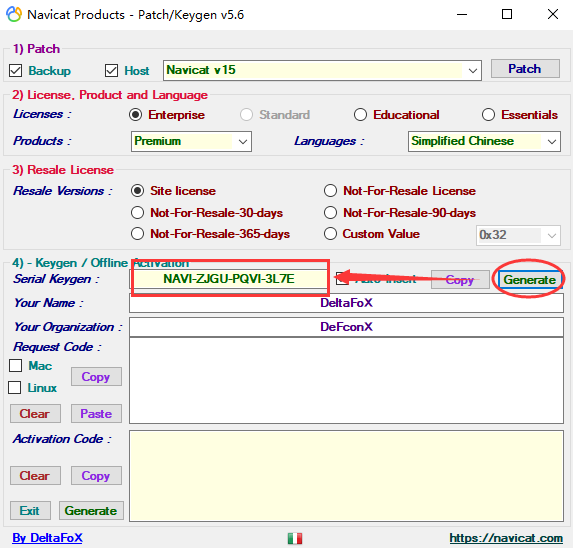 Navicat Products - Patch/Keygen v5.6
1) Patch
Backup Host Navicat v15 Patch
2) License, Product and Language
Licenses : Enterprise Standard Educational Essentials
Products : Premium Languages : Simplified Chinese
3) Resale License
Resale Versions : Site license Not-For-Resale License
Not-For-Resale-30-days Not-For-Resale-90-days
Not-For-Resale-365-days Custom Value 0x32
4) - Keygen / Offline Activation
Serial Keygen : NAVI-ZJGU-PQVI-3L7E Auto-Insert Copy Generate
Your Name : DeltaFoX
Your Organization : DeFconX
Request Code :
Mac
Copy
Linux
Clear Paste
Activation Code :
Clear Copy
Exit Generate
By DeltaFoX https://navicat.com